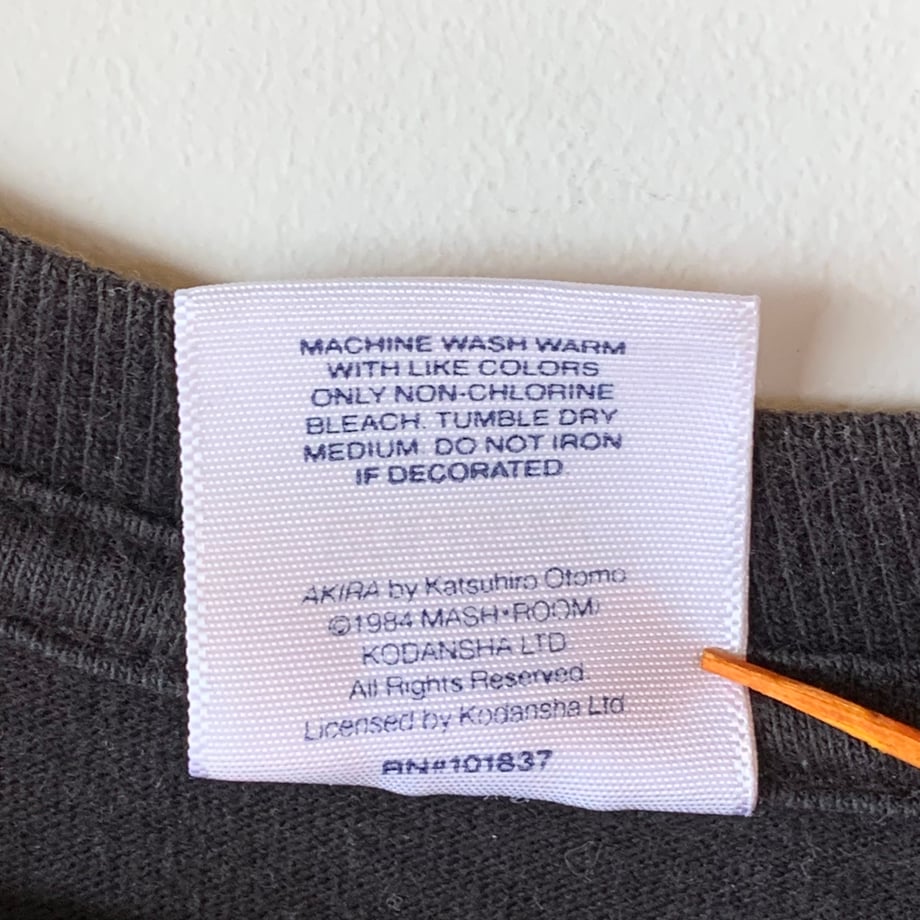 MACHINE WASH WARM
WITH LIKE COLORS
ONLY NON-CHLORINE
BLEACH. TUMBLE DRY
MEDIUM. DO NOT IRON
IF DECORATED
AKIRA by Katsuhiro Otomo
©1984 MASH•ROOM/
KODANSHA LTD
All Rights Reserved.
Licensed by Kodansha Ltd
RN#101837